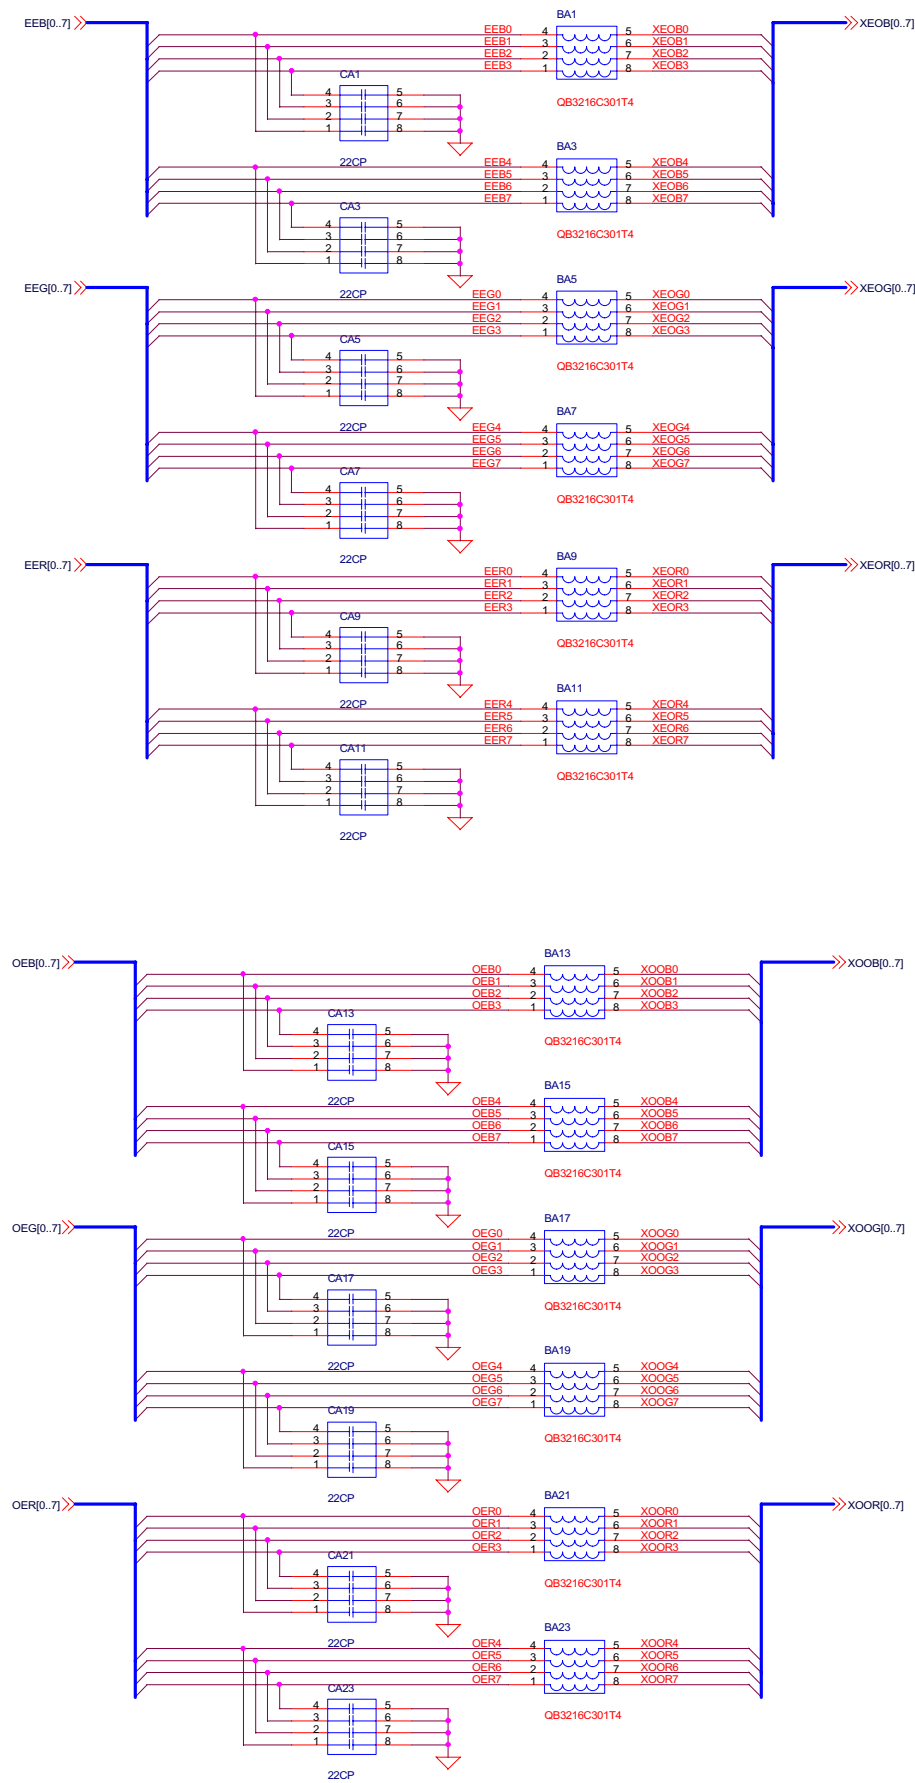 EEB[0..7] BA1 XEOB[0..7]
EEB0 4 5 XEOB0
EEB1 3 6 XEOB1
EEB2 2 7 XEOB2
EEB3 1 8 XEOB3
CA1
4 5
3 6
2 7
1 8
QB3216C301T4
22CP
BA3
EEB4 4 5 XEOB4
EEB5 3 6 XEOB5
EEB6 2 7 XEOB6
EEB7 1 8 XEOB7
CA3
4 5
3 6
2 7
1 8
QB3216C301T4
22CP
EEG[0..7] BA5 XEOG[0..7]
EEG0 4 5 XEOG0
EEG1 3 6 XEOG1
EEG2 2 7 XEOG2
EEG3 1 8 XEOG3
CA5
4 5
3 6
2 7
1 8
QB3216C301T4
22CP
BA7
EEG4 4 5 XEOG4
EEG5 3 6 XEOG5
EEG6 2 7 XEOG6
EEG7 1 8 XEOG7
CA7
4 5
3 6
2 7
1 8
QB3216C301T4
22CP
EER[0..7] BA9 XEOR[0..7]
EER0 4 5 XEOR0
EER1 3 6 XEOR1
EER2 2 7 XEOR2
EER3 1 8 XEOR3
CA9
4 5
3 6
2 7
1 8
QB3216C301T4
22CP
BA11
EER4 4 5 XEOR4
EER5 3 6 XEOR5
EER6 2 7 XEOR6
EER7 1 8 XEOR7
CA11
4 5
3 6
2 7
1 8
QB3216C301T4
22CP
OEB[0..7] BA13 XOOB[0..7]
OEB0 4 5 XOOB0
OEB1 3 6 XOOB1
OEB2 2 7 XOOB2
OEB3 1 8 XOOB3
CA13
4 5
3 6
2 7
1 8
QB3216C301T4
22CP
BA15
OEB4 4 5 XOOB4
OEB5 3 6 XOOB5
OEB6 2 7 XOOB6
OEB7 1 8 XOOB7
CA15
4 5
3 6
2 7
1 8
QB3216C301T4
22CP
OEG[0..7] BA17 XOOG[0..7]
OEG0 4 5 XOOG0
OEG1 3 6 XOOG1
OEG2 2 7 XOOG2
OEG3 1 8 XOOG3
CA17
4 5
3 6
2 7
1 8
QB3216C301T4
22CP
BA19
OEG4 4 5 XOOG4
OEG5 3 6 XOOG5
OEG6 2 7 XOOG6
OEG7 1 8 XOOG7
CA19
4 5
3 6
2 7
1 8
QB3216C301T4
22CP
OER[0..7] BA21 XOOR[0..7]
OER0 4 5 XOOR0
OER1 3 6 XOOR1
OER2 2 7 XOOR2
OER3 1 8 XOOR3
CA21
4 5
3 6
2 7
1 8
QB3216C301T4
22CP
BA23
OER4 4 5 XOOR4
OER5 3 6 XOOR5
OER6 2 7 XOOR6
OER7 1 8 XOOR7
CA23
4 5
3 6
2 7
1 8
QB3216C301T4
22CP